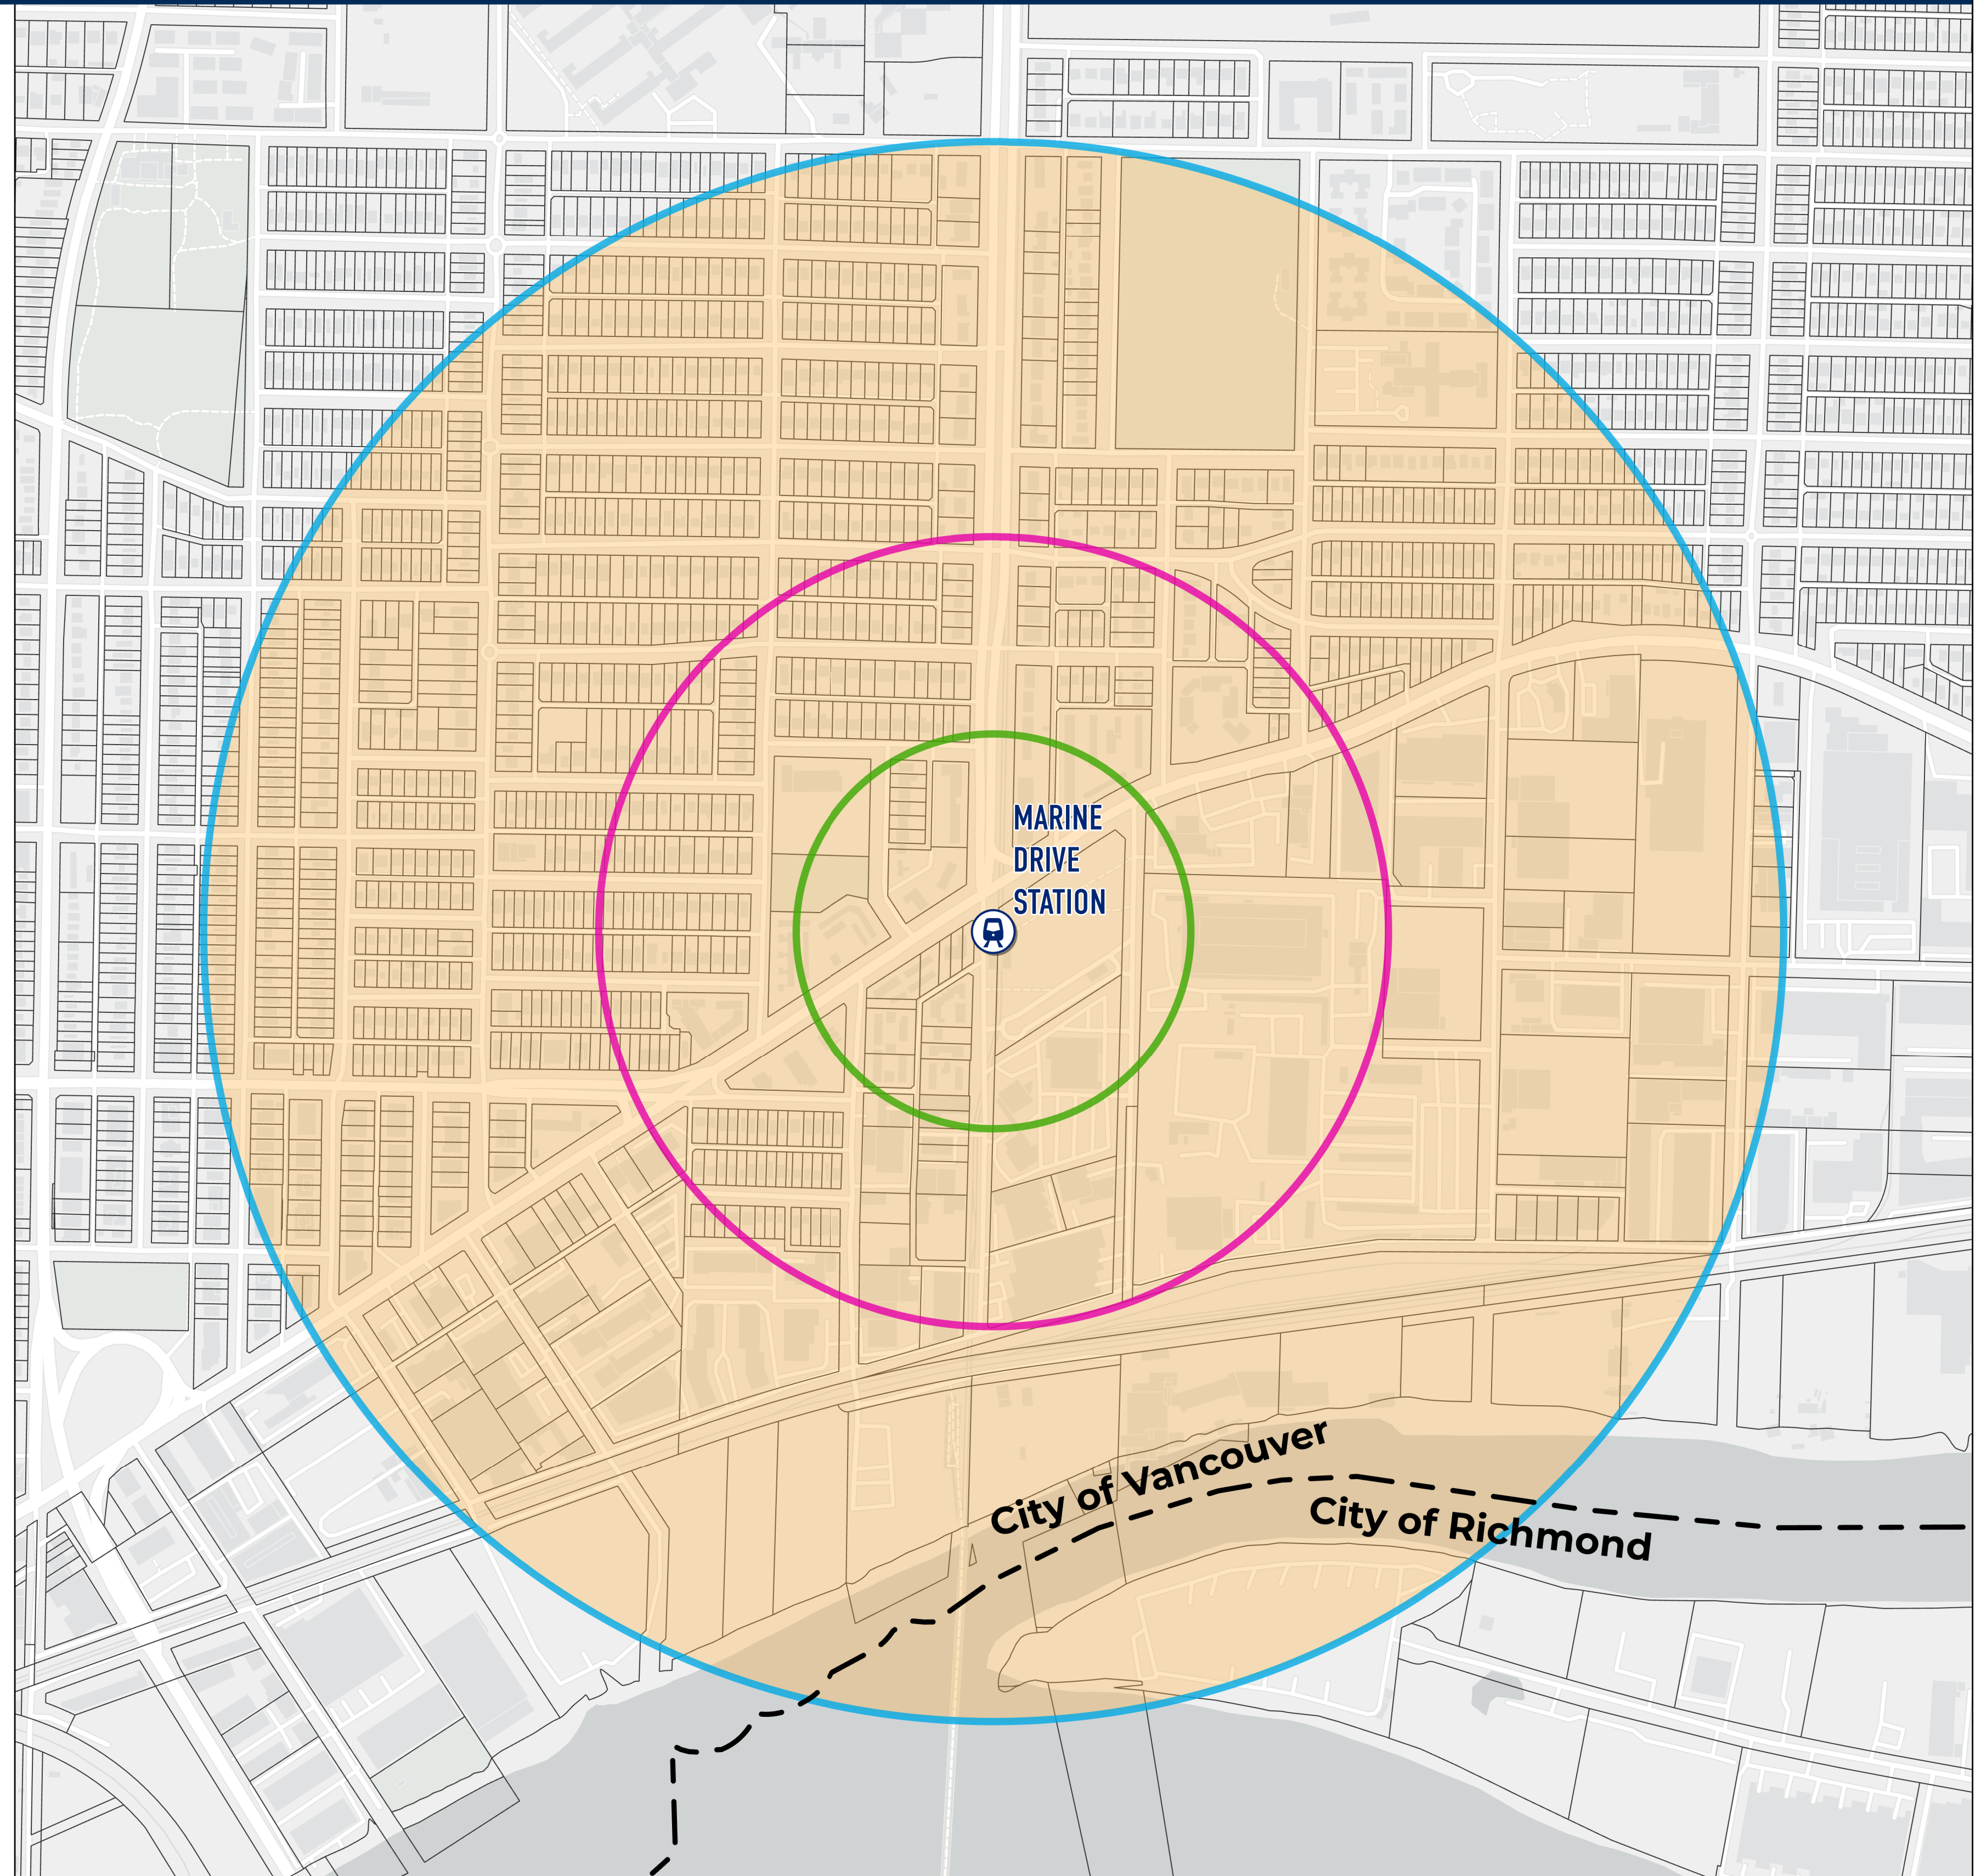 MARINE
DRIVE
STATION
City of Vancouver
City of Richmond